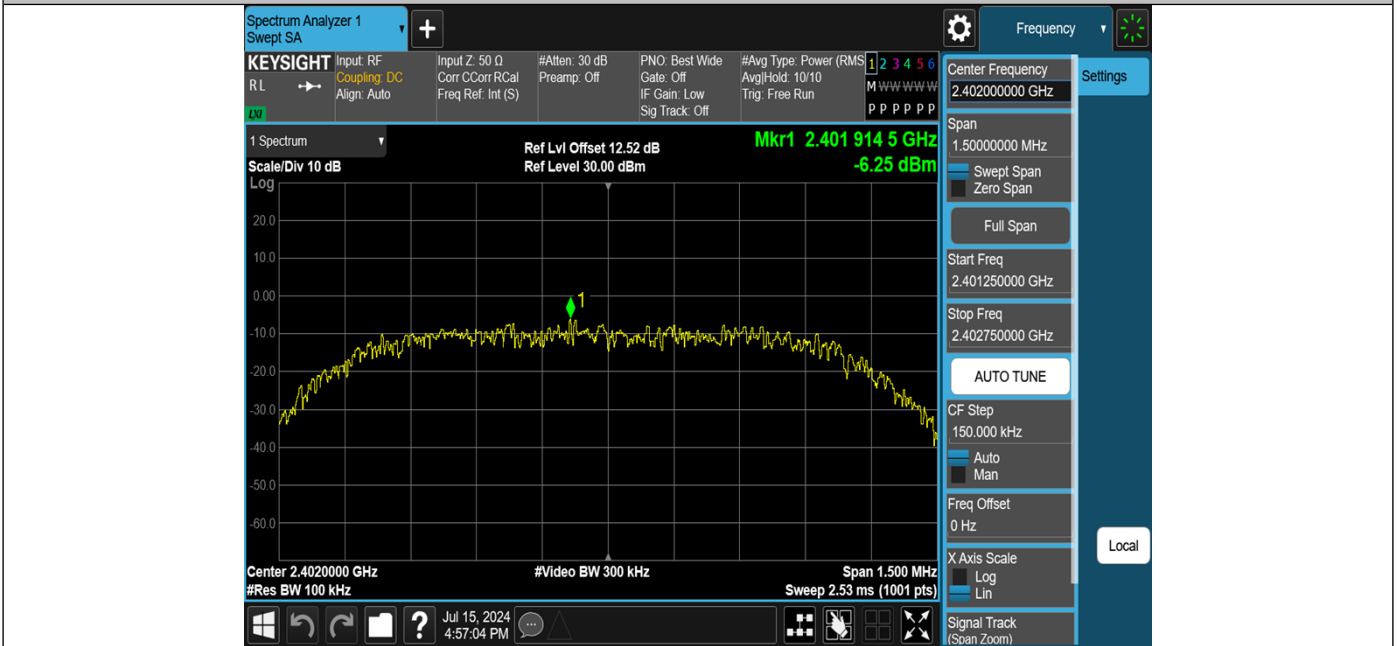 Spectrum Analyzer 1
Swept SA
+
Frequency
KEYSIGHT
RL
LXI
Input: RF
Coupling: DC
Align: Auto
Input Z: 50 Ω
Corr CCorr RCal
Freq Ref: Int (S)
#Atten: 30 dB
Preamp: Off
PNO: Best Wide
Gate: Off
IF Gain: Low
Sig Track: Off
#Avg Type: Power (RMS
Avg|Hold: 10/10
Trig: Free Run
1 2 3 4 5 6
M W W W W W
P P P P P P
1 Spectrum
Scale/Div 10 dB
Log
Ref Lvl Offset 12.52 dB
Ref Level 30.00 dBm
Mkr1 2.401 914 5 GHz
-6.25 dBm
20.0
10.0
0.00
-10.0
-20.0
-30.0
-40.0
-50.0
-60.0
1
Center 2.4020000 GHz
#Res BW 100 kHz
#Video BW 300 kHz
Span 1.500 MHz
Sweep 2.53 ms (1001 pts)
Center Frequency
2.402000000 GHz
Settings
Span
1.50000000 MHz
Swept Span
Zero Span
Full Span
Start Freq
2.401250000 GHz
Stop Freq
2.402750000 GHz
AUTO TUNE
CF Step
150.000 kHz
Auto
Man
Freq Offset
0 Hz
X Axis Scale
Log
Lin
Local
Signal Track
(Span Zoom)
?
Jul 15, 2024
4:57:04 PM